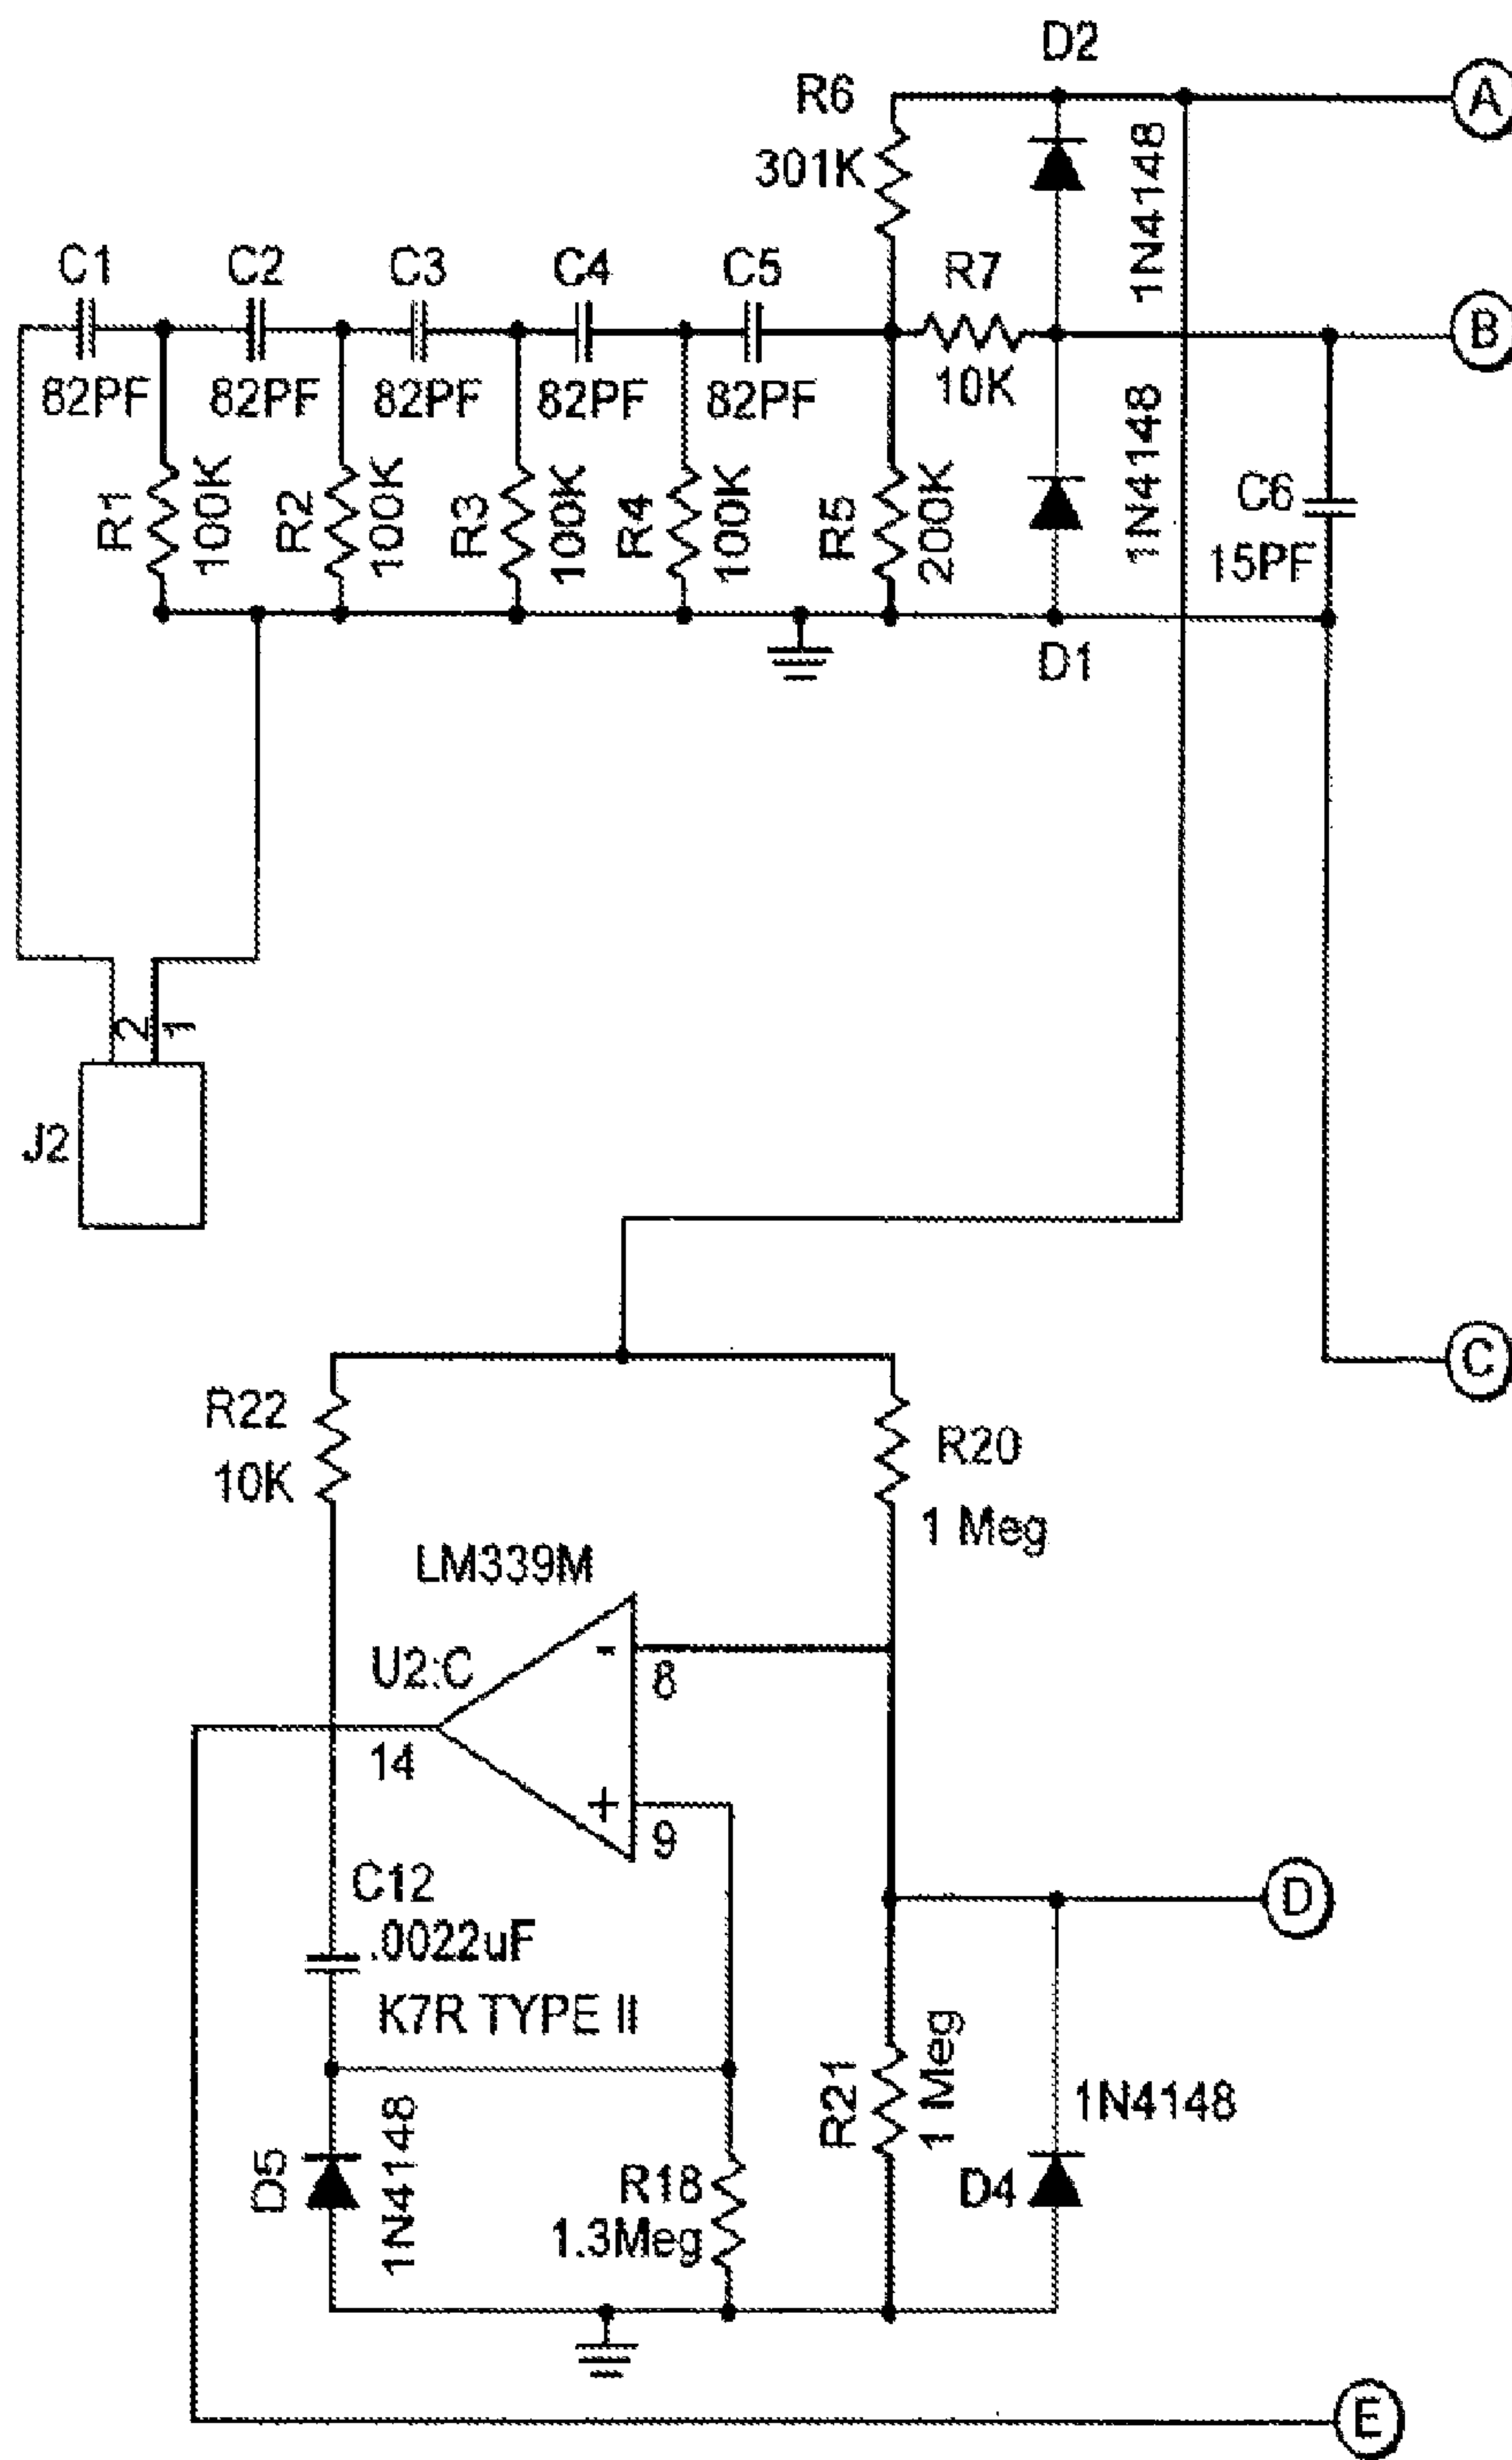 D2
A
R6
301K
1N4148
C1
C2
C3
C4
C5
R7
B
82PF
82PF
82PF
82PF
82PF
10K
R1
100K
R2
100K
R3
100K
R4
100K
R5
200K
1N4148
C6
15PF
D1
2
1
J2
C
R22
10K
R20
1 Meg
LM339M
U2:C
-
8
14
+
9
C12
.0022uF
K7R TYPE II
D
R21
1 Meg
1N4148
D5
1N4148
R18
1.3Meg
D4
E